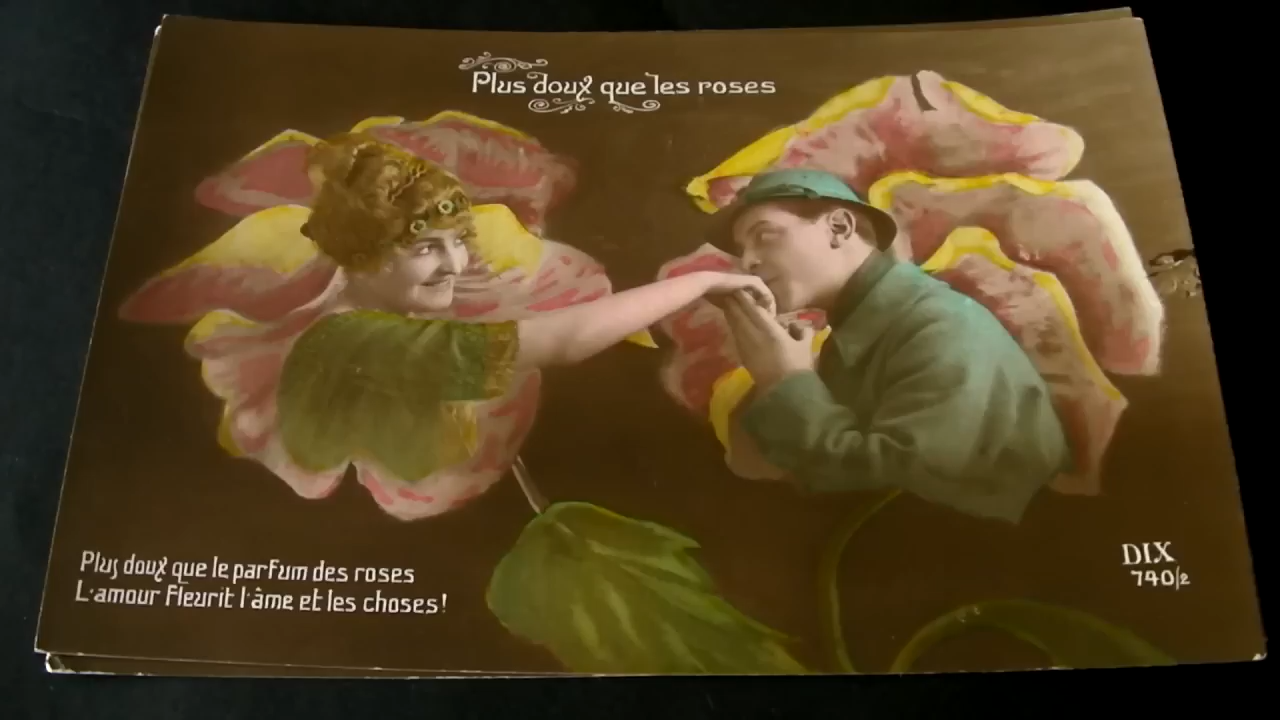 Plus doux que les roses
Plus doux que le parfum des roses
L'amour fleurit l'âme et les choses!
DIX
740/2